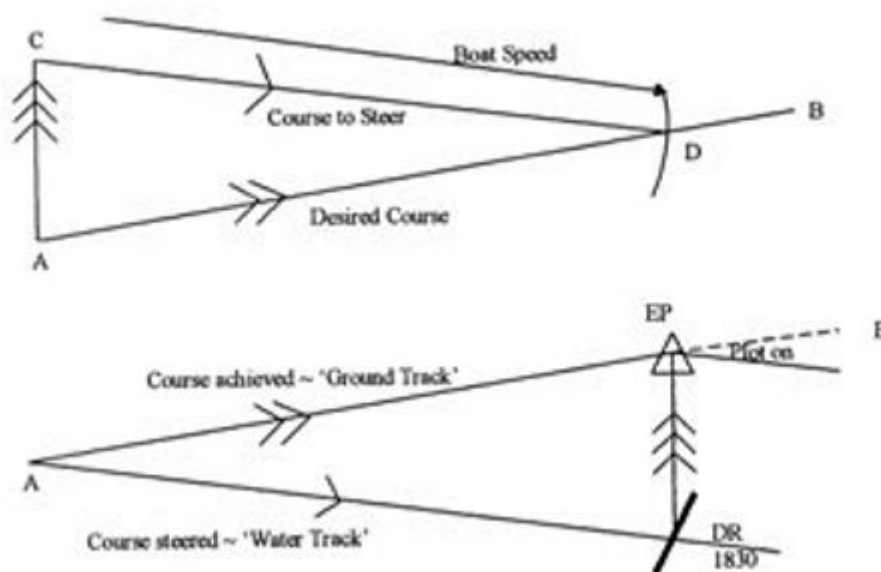 C
Boat Speed
B
Course to Steer
D
Desired Course
A
EP
Plot on
Course achieved ~ 'Ground Track'
A
Course steered ~ 'Water Track'
DR
1830